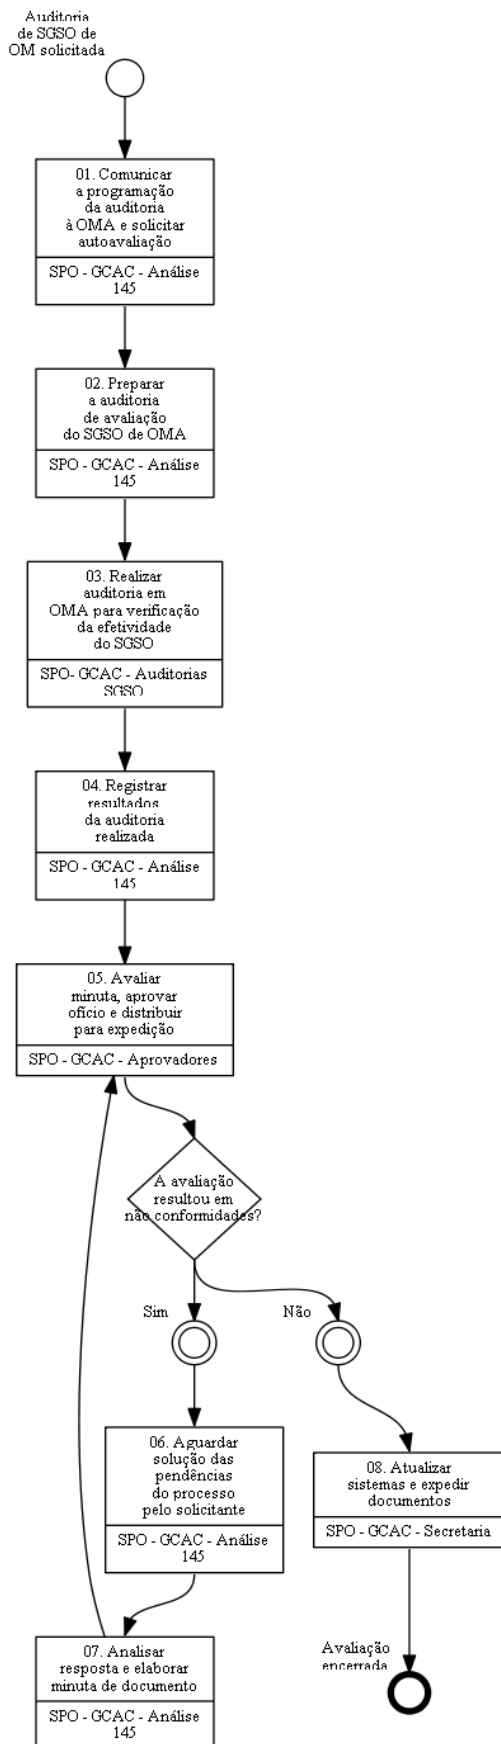 Auditoria
de SGSO de
OM solicitada
01. Comunicar
a programação
da auditoria
à OMA e solicitar
autoavaliação
SPO - GCAC - Análise
145
02. Preparar
a auditoria
de avaliação
do SGSO de OMA
SPO - GCAC - Análise
145
03. Realizar
auditoria em
OMA para verificação
da efetividade
do SGSO
SPO- GCAC - Auditorias
SGSO
04. Registrar
resultados
da auditoria
realizada
SPO - GCAC - Análise
145
05. Avaliar
minuta, aprovar
ofício e distribuir
para expedição
SPO - GCAC - Aprovadores
A avaliação
resultou em
não conformidades?
Sim
Não
06. Aguardar
solução das
pendências
do processo
pelo solicitante
SPO - GCAC - Análise
145
08. Atualizar
sistemas e expedir
documentos
SPO - GCAC - Secretaria
07. Analisar
resposta e elaborar
minuta de documento
SPO - GCAC - Análise
145
Avaliação
encerrada